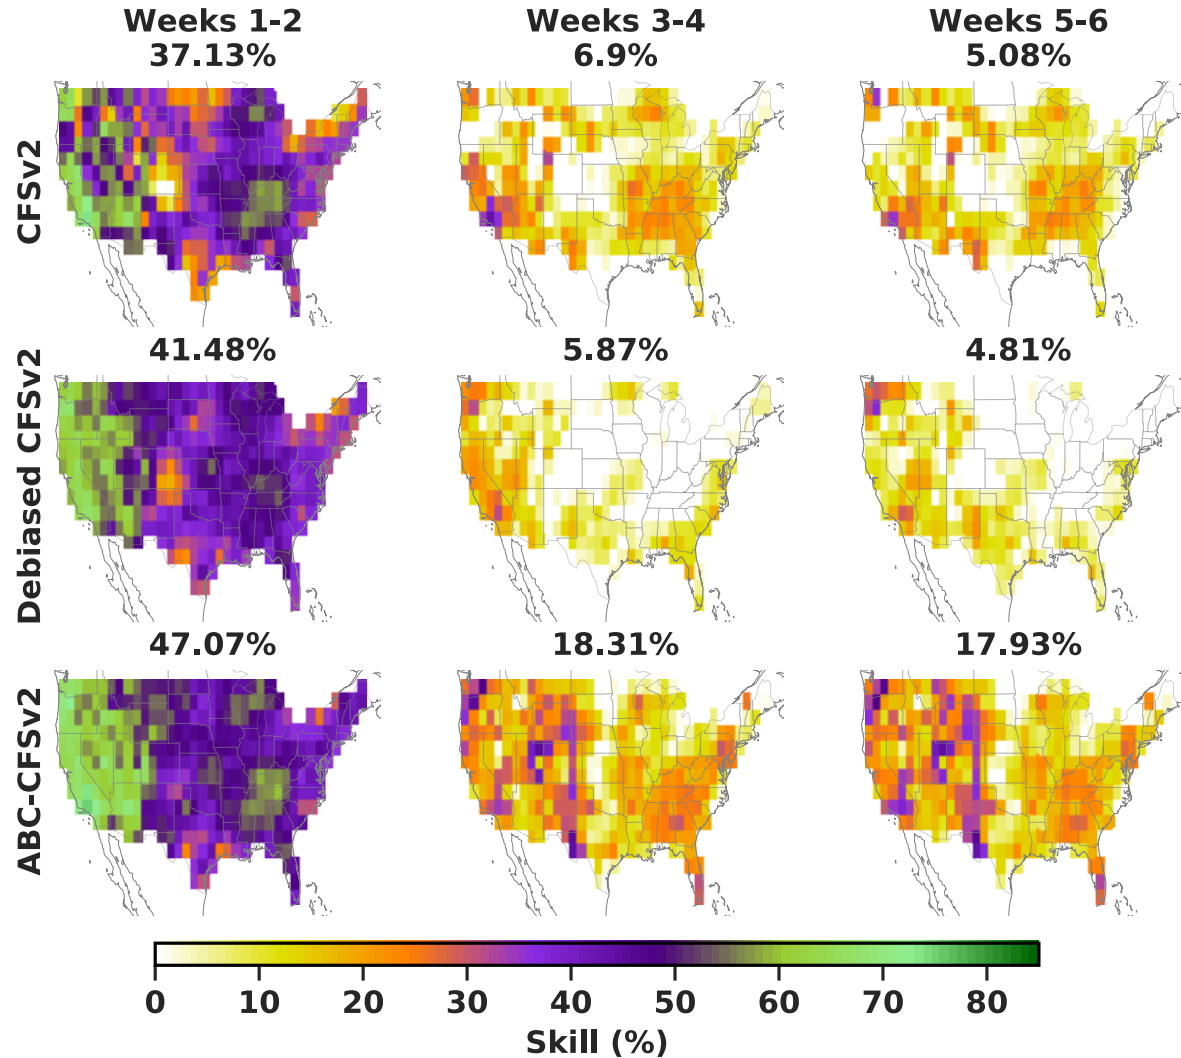 Weeks 1-2
37.13%
Weeks 3-4
6.9%
Weeks 5-6
5.08%
CFSv2
41.48%
5.87%
4.81%
Debiased CFSv2
47.07%
18.31%
17.93%
ABC-CFSv2
0 10 20 30 40 50 60 70 80
Skill (%)